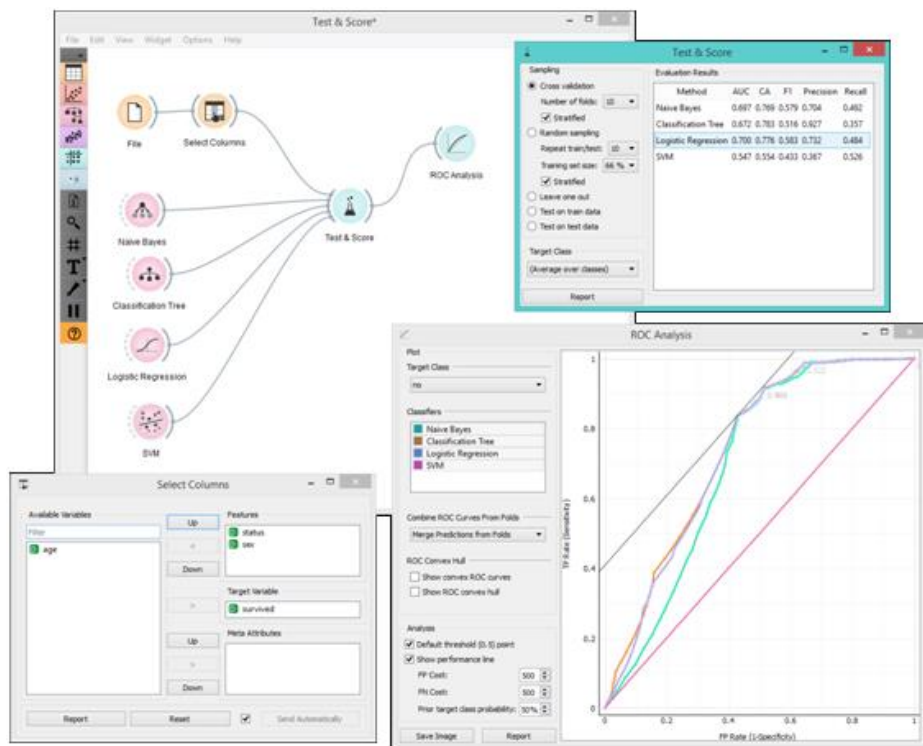 Test & Score*
File Edit View Widget Options Help
File
Select Columns
ROC Analysis
Naive Bayes
Test & Score
Classification Tree
Logistic Regression
SVM
Test & Score
Sampling
Cross validation
Number of folds: 10
Stratified
Random sampling
Repeat train/test: 10
Training set size: 66 %
Stratified
Leave one out
Test on train data
Test on test data
Target Class
(Average over classes)
Report
Evaluation Results
Method AUC CA F1 Precision Recall
Naive Bayes 0.697 0.769 0.579 0.704 0.492
Classification Tree 0.672 0.783 0.516 0.927 0.357
Logistic Regression 0.700 0.776 0.583 0.732 0.484
SVM 0.547 0.554 0.433 0.367 0.526
Select Columns
Available Variables
Filter
age
Up
Down
Up
Down
Features
status
sex
Target Variable
survived
Meta Attributes
Report Reset Send Automatically
ROC Analysis
Plot
Target Class
no
Classifiers
Naive Bayes
Classification Tree
Logistic Regression
SVM
Combine ROC Curves From Folds
Merge Predictions from Folds
ROC Convex Hull
Show convex ROC curves
Show ROC convex hull
Analysis
Default threshold (0.5) point
Show performance line
FP Cost: 500
FN Cost: 500
Prior target class probability: 50%
Save Image Report
TP Rate (Sensitivity)
1
0.8
0.6
0.4
0.2
0
0 0.2 0.4 0.6 0.8 1
FP Rate (1-Specificity)